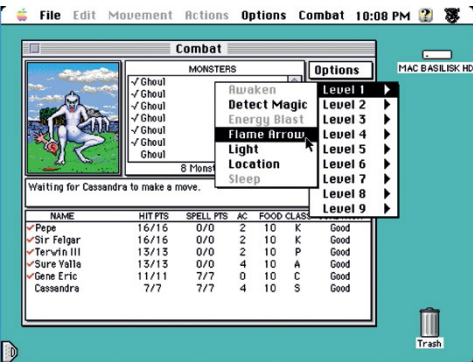 File Edit Movement Actions Options Combat 10:08 PM
Combat
MAC BASILISK HD
MONSTERS
Options
√ Ghoul
√ Ghoul
√ Ghoul
√ Ghoul
√ Ghoul
√ Ghoul
Ghoul
8 Monst
Awaken
Detect Magic
Energy Blast
Flame Arrow
Light
Location
Sleep
Level 1
Level 2
Level 3
Level 4
Level 5
Level 6
Level 7
Level 8
Level 9
Waiting for Cassandra to make a move.
NAME HIT PTS SPELL PTS AC FOOD CLASS
✓Pepe 16/16 0/0 2 10 K Good
✓Sir Felgar 16/16 0/0 2 10 K Good
✓Terwin III 13/13 0/0 2 10 P Good
✓Sure Valla 13/13 0/0 4 10 A Good
✓Gene Eric 11/11 7/7 0 10 C Good
Cassandra 7/7 7/7 4 10 S Good
Trash